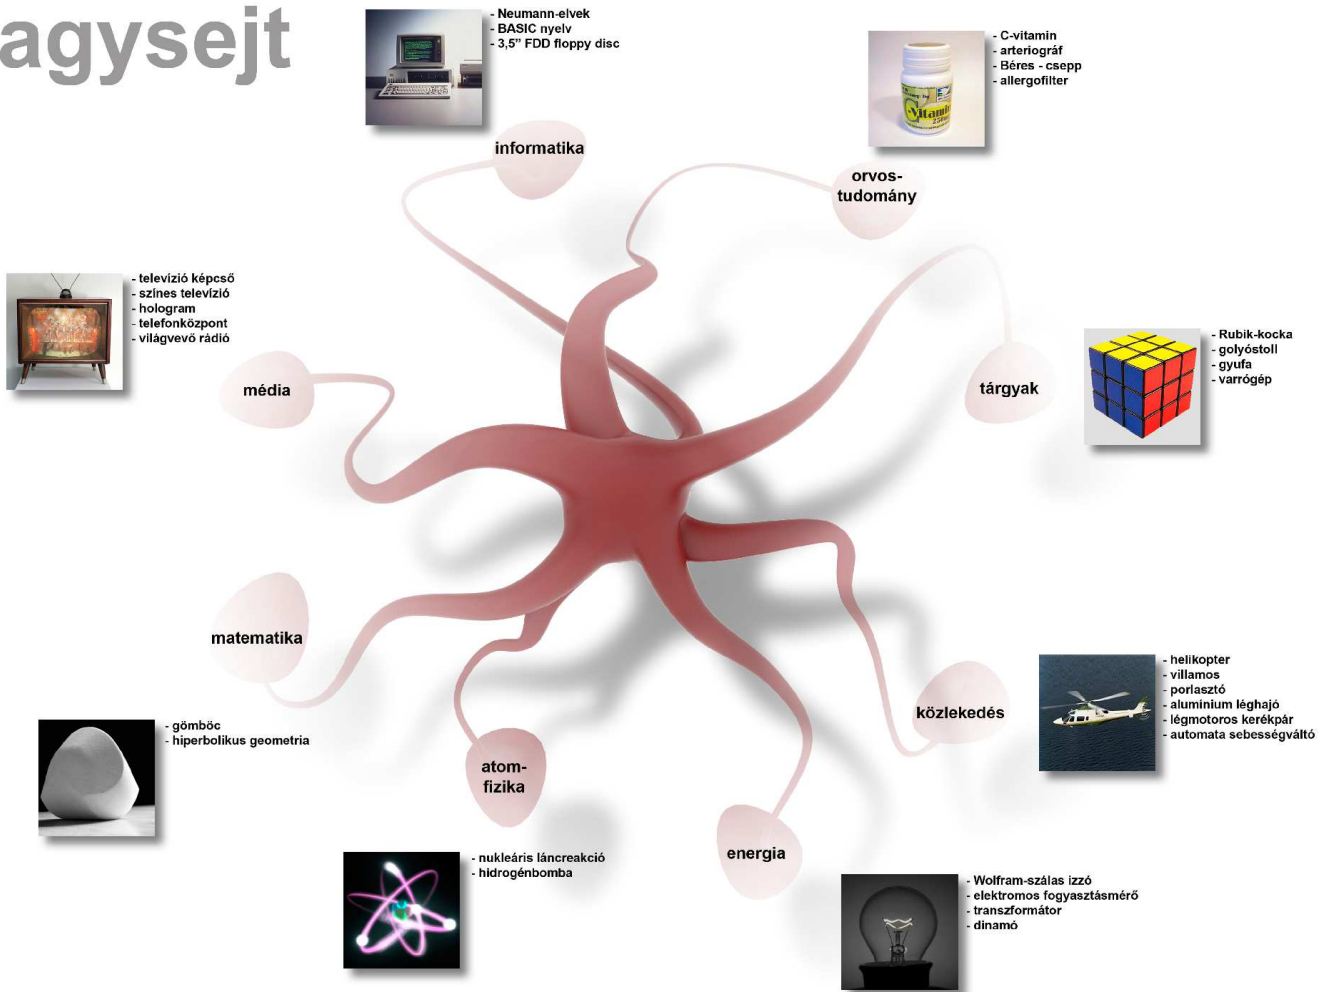 agysejt
- Neumann-elvek
- BASIC nyelv
- 3,5” FDD floppy disc
informatika
- C-vitamin
- arteriográf
- Béres - csepp
- allergofilter
orvos-
tudomány
- televízió képcső
- színes televízió
- hologram
- telefonközpont
- világvevő rádió
média
- Rubik-kocka
- golyóstoll
- gyufa
- varrógép
tárgyak
matematika
- gömböc
- hiperbolikus geometria
- helikopter
- villamos
- porlasztó
- aluminium léghajó
- légmotoros kerékpár
- automata sebességváltó
közlekedés
atom-
fizika
- nukleáris láncreakció
- hidrogénbomba
energia
- Wolfram-szálas izzó
- elektromos fogyasztásmérő
- transzformátor
- dinamó